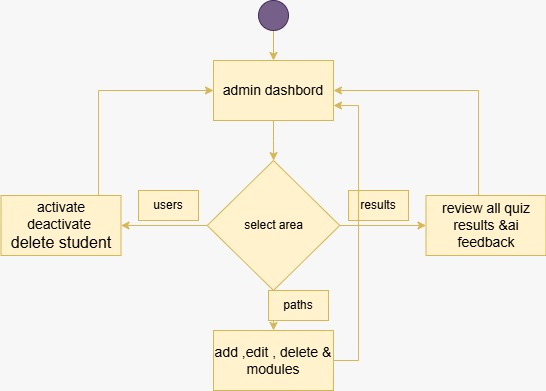 admin dashbord
activate
deactivate
delete student
users
select area
results
review all quiz
results &ai
feedback
paths
add ,edit , delete &
modules